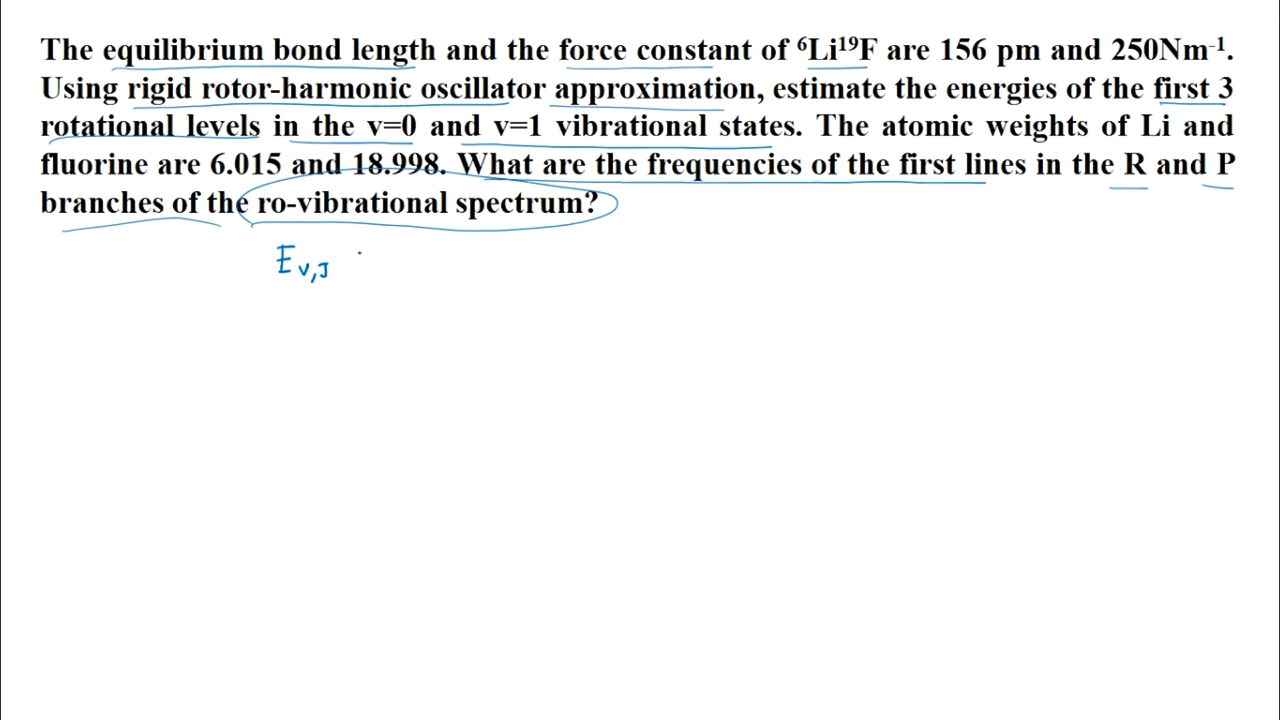 The equilibrium bond length and the force constant of ⁶Li¹⁹F are 156 pm and 250Nm⁻¹.
Using rigid rotor-harmonic oscillator approximation, estimate the energies of the first 3
rotational levels in the v=0 and v=1 vibrational states. The atomic weights of Li and
fluorine are 6.015 and 18.998. What are the frequencies of the first lines in the R and P
branches of the ro-vibrational spectrum?
E_{v,J}